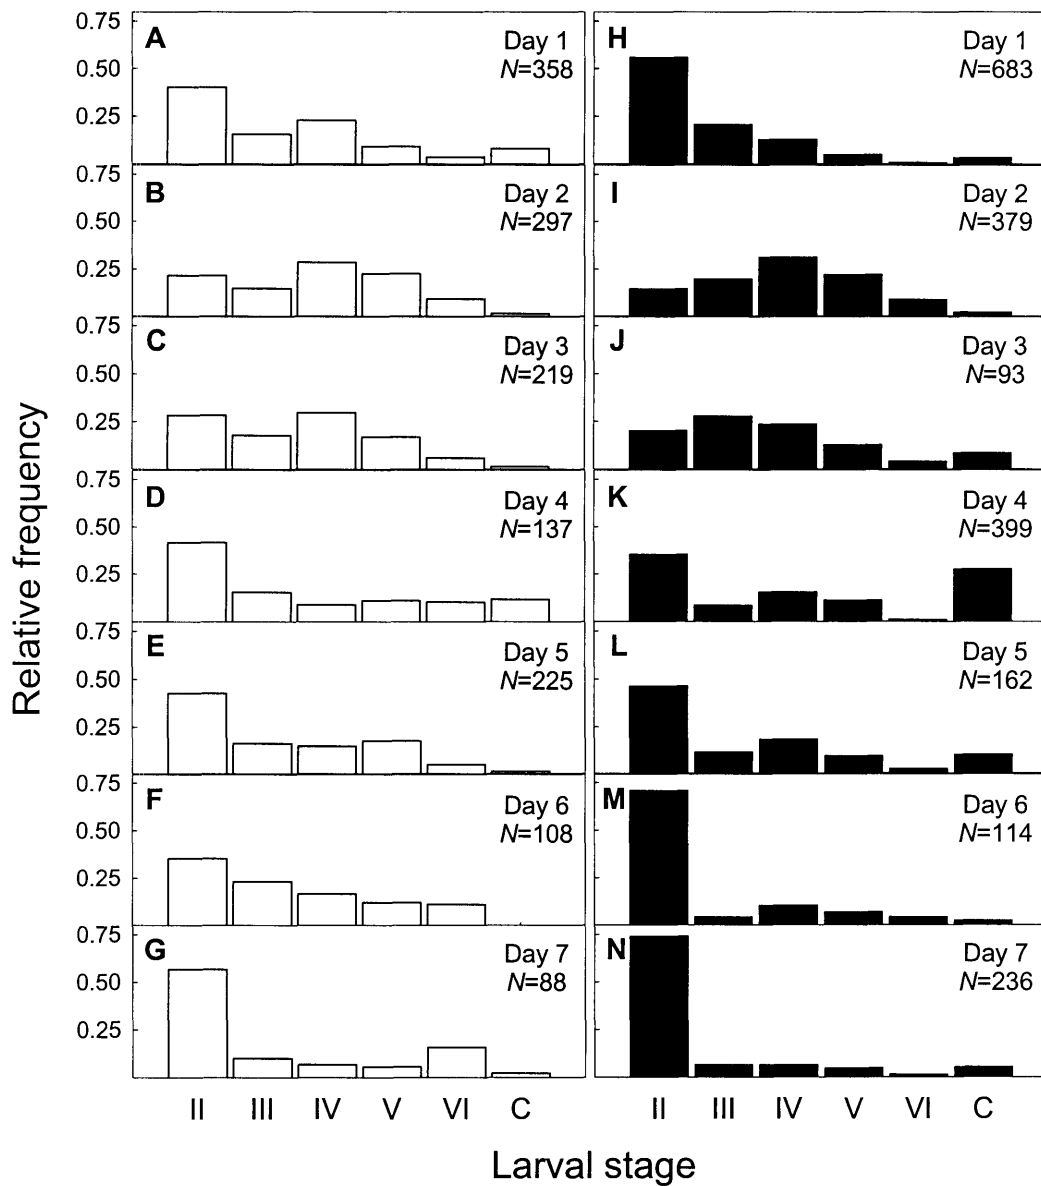 Relative frequency
0.75
0.50
0.25
A
Day 1
N=358
H
Day 1
N=683
0.75
0.50
0.25
B
Day 2
N=297
I
Day 2
N=379
0.75
0.50
0.25
C
Day 3
N=219
J
Day 3
N=93
0.75
0.50
0.25
D
Day 4
N=137
K
Day 4
N=399
0.75
0.50
0.25
E
Day 5
N=225
L
Day 5
N=162
0.75
0.50
0.25
F
Day 6
N=108
M
Day 6
N=114
0.75
0.50
0.25
G
Day 7
N=88
N
Day 7
N=236
II III IV V VI C
II III IV V VI C
Larval stage